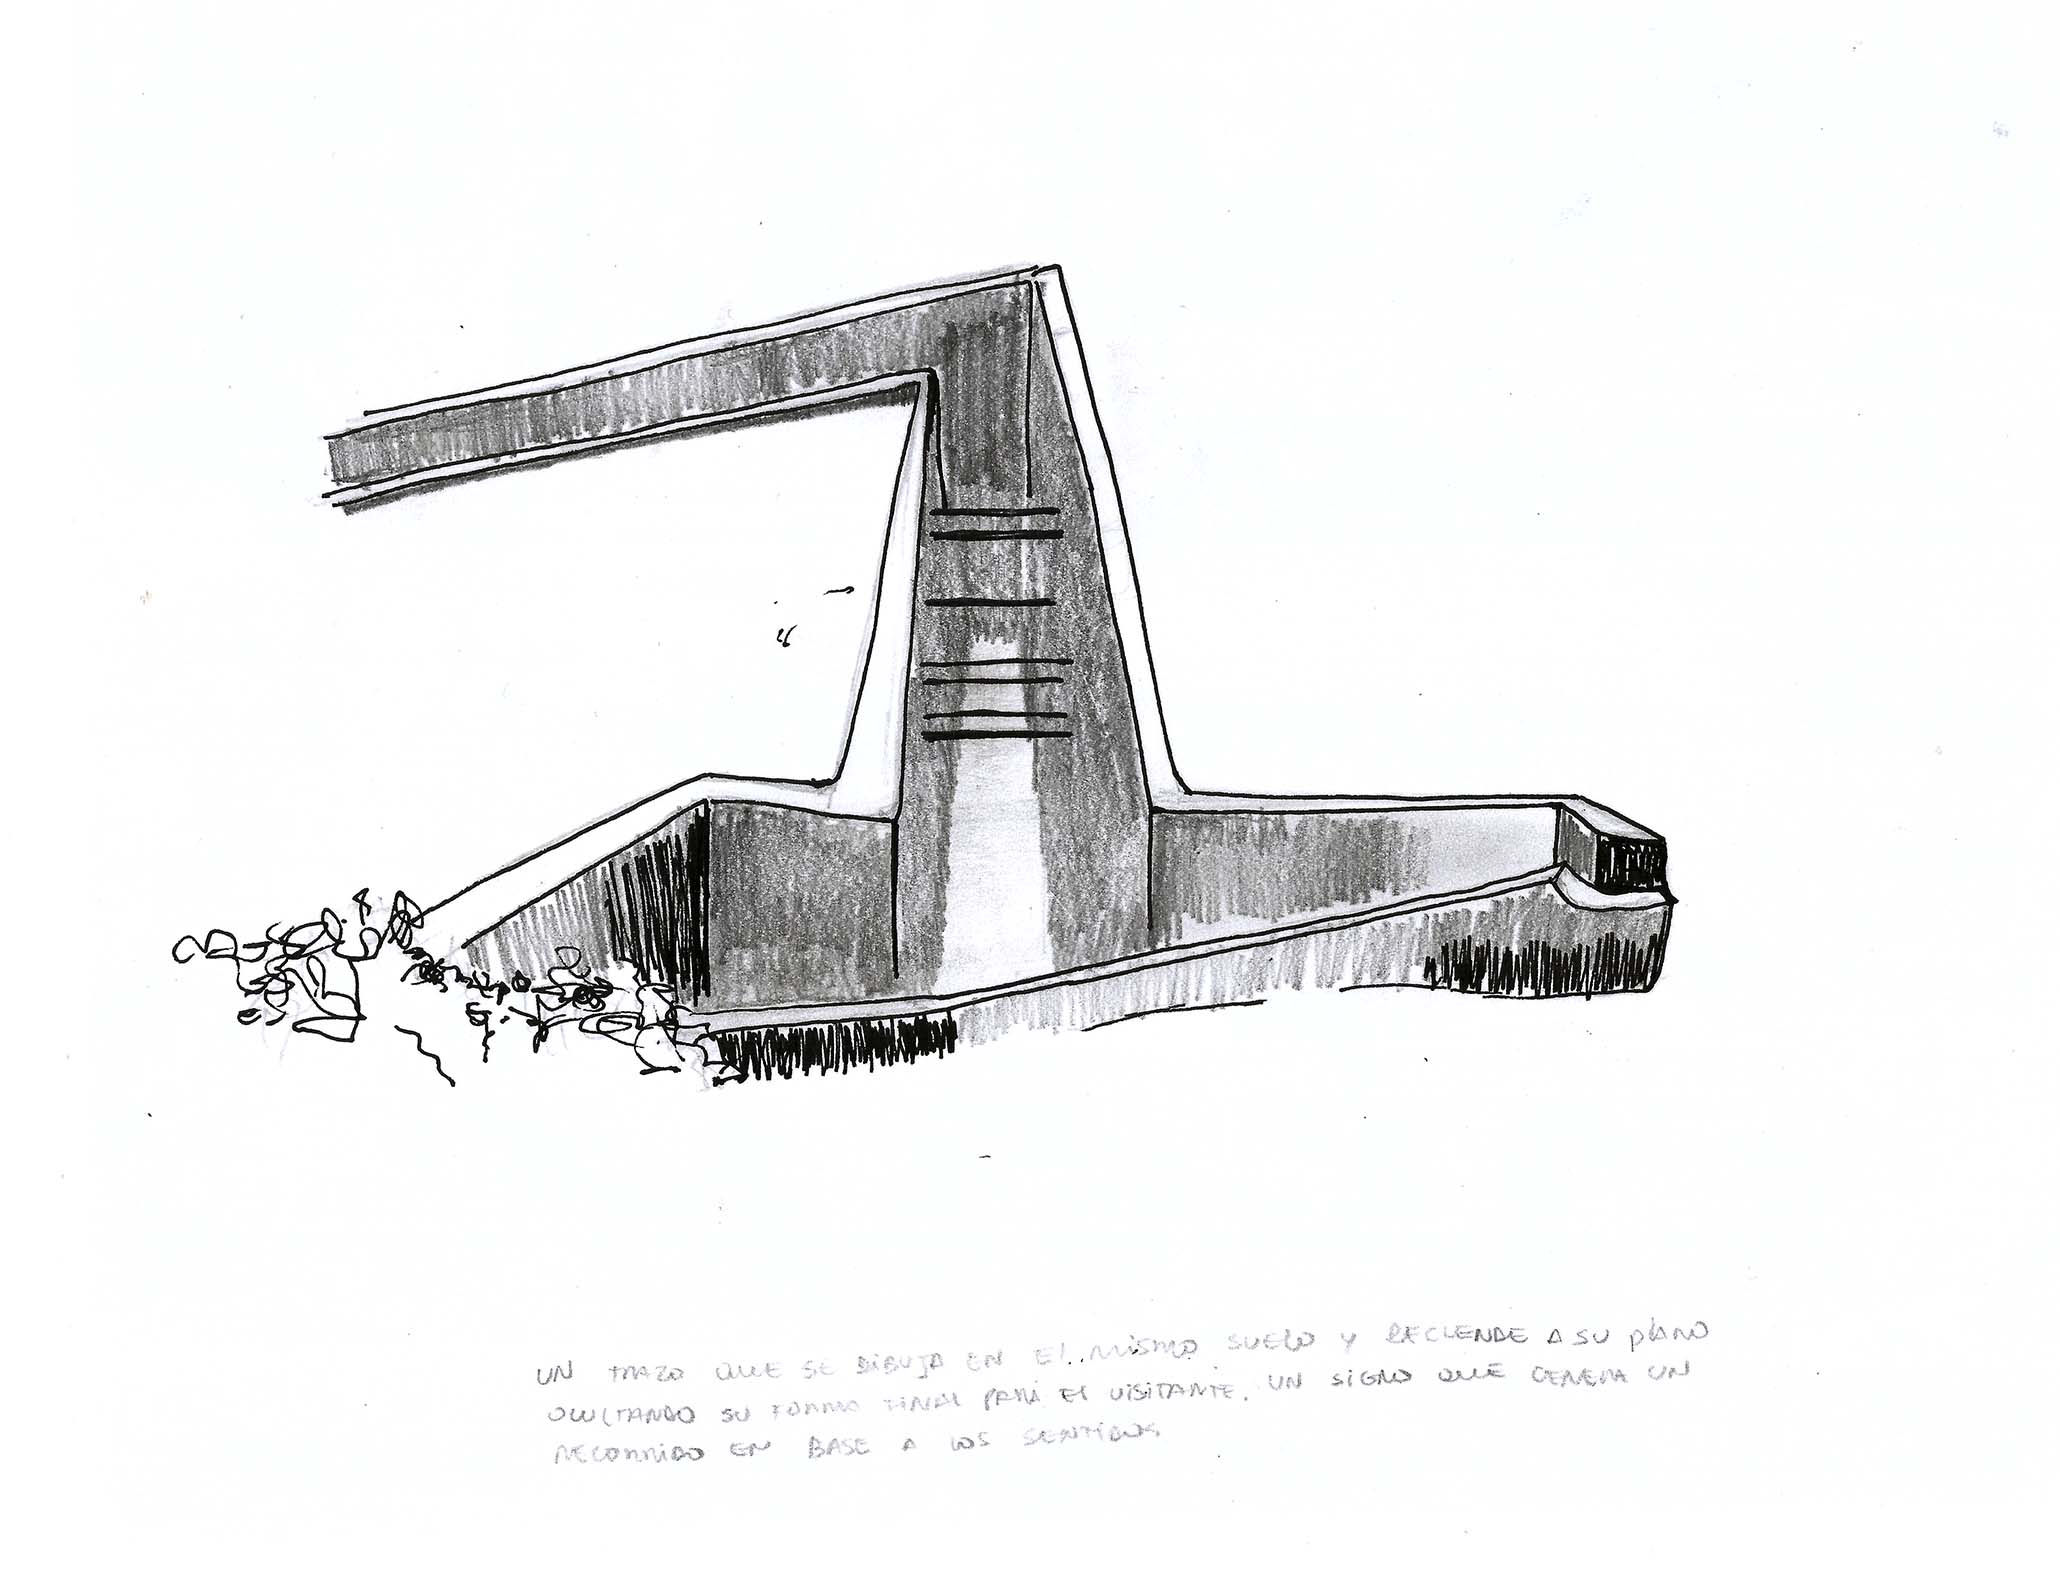 UN TRAZO QUE SE DIBUJA EN El MISMO SUELO Y RECIENDE A SU plANO
OCULTANDO SU FORMA FINAL PARA El VISITANTE. UN SIGNO QUE GENERA UN
RECORRIDO EN BASE A LOS SENTIDOS.